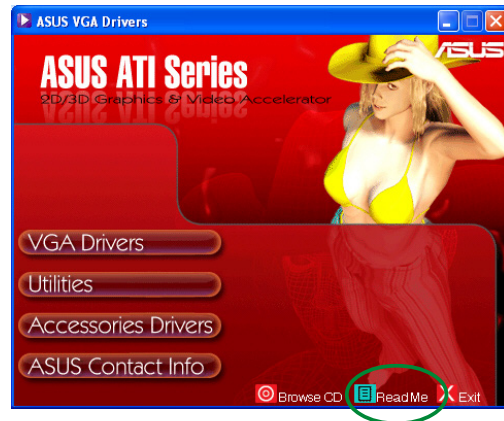 ASUS VGA Drivers
ASUS
ASUS ATI Series
2D/3D Graphics & Video Accelerator
VGA Drivers
Utilities
Accessories Drivers
ASUS Contact Info
Browse CD ReadMe Exit